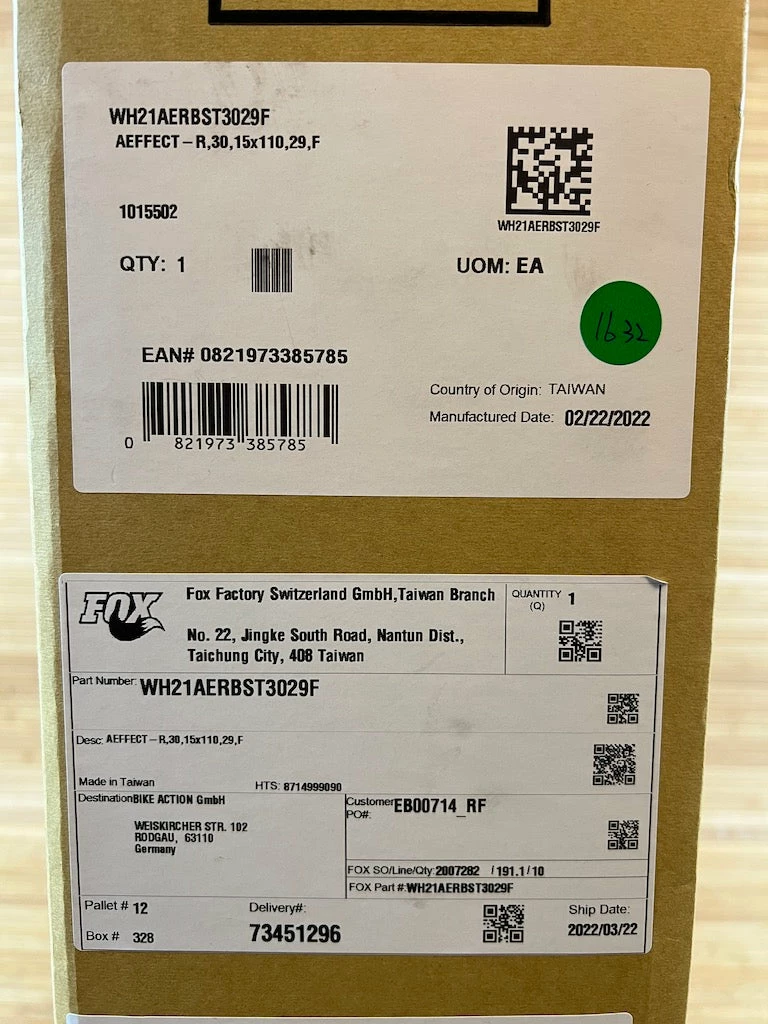 WH21AERBST3029F
AEFFECT-R,30,15x110,29,F
1015502
WH21AERBST3029F
QTY: 1
UOM: EA
1632
EAN# 0821973385785
0 821973 385785
Country of Origin: TAIWAN
Manufactured Date: 02/22/2022
FOX
Fox Factory Switzerland GmbH,Taiwan Branch
No. 22, Jingke South Road, Nantun Dist.,
Taichung City, 408 Taiwan
QUANTITY 1
(Q)
Part Number: WH21AERBST3029F
Desc: AEFFECT-R,30,15x110,29,F
Made in Taiwan HTS: 8714999090
Destination BIKE ACTION GmbH
WEISKIRCHER STR. 102
RODGAU, 63110
Germany
Customer EB00714_RF
PO#:
FOX SO/Line/Qty: 2007282 / 191.1 / 10
FOX Part #: WH21AERBST3029F
Pallet # 12
Box # 328
Delivery#:
73451296
Ship Date:
2022/03/22